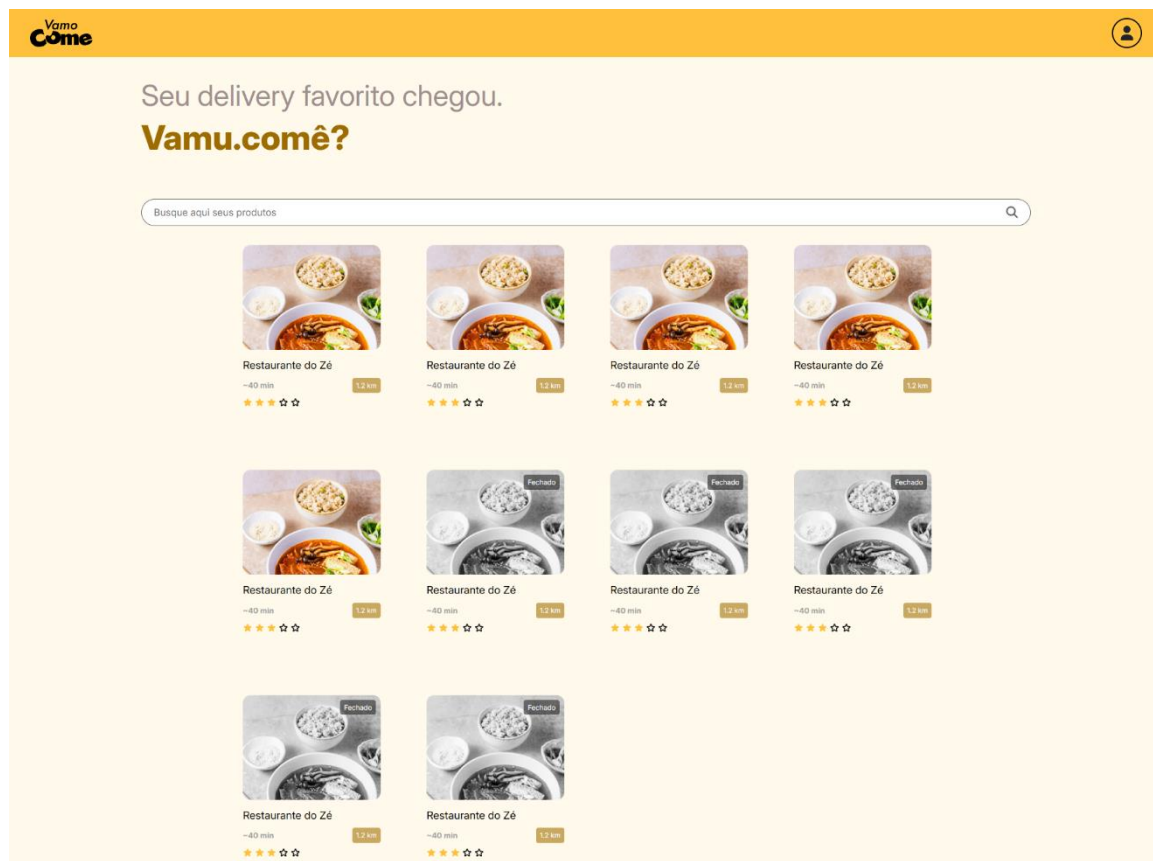 Vamo
Come
Seu delivery favorito chegou.
Vamu.comê?
Busque aqui seus produtos
Restaurante do Zé
~40 min
1.2 km
Restaurante do Zé
~40 min
1.2 km
Restaurante do Zé
~40 min
1.2 km
Restaurante do Zé
~40 min
1.2 km
Restaurante do Zé
~40 min
1.2 km
Fechado
Restaurante do Zé
~40 min
1.2 km
Fechado
Restaurante do Zé
~40 min
1.2 km
Fechado
Restaurante do Zé
~40 min
1.2 km
Fechado
Restaurante do Zé
~40 min
1.2 km
Fechado
Restaurante do Zé
~40 min
1.2 km